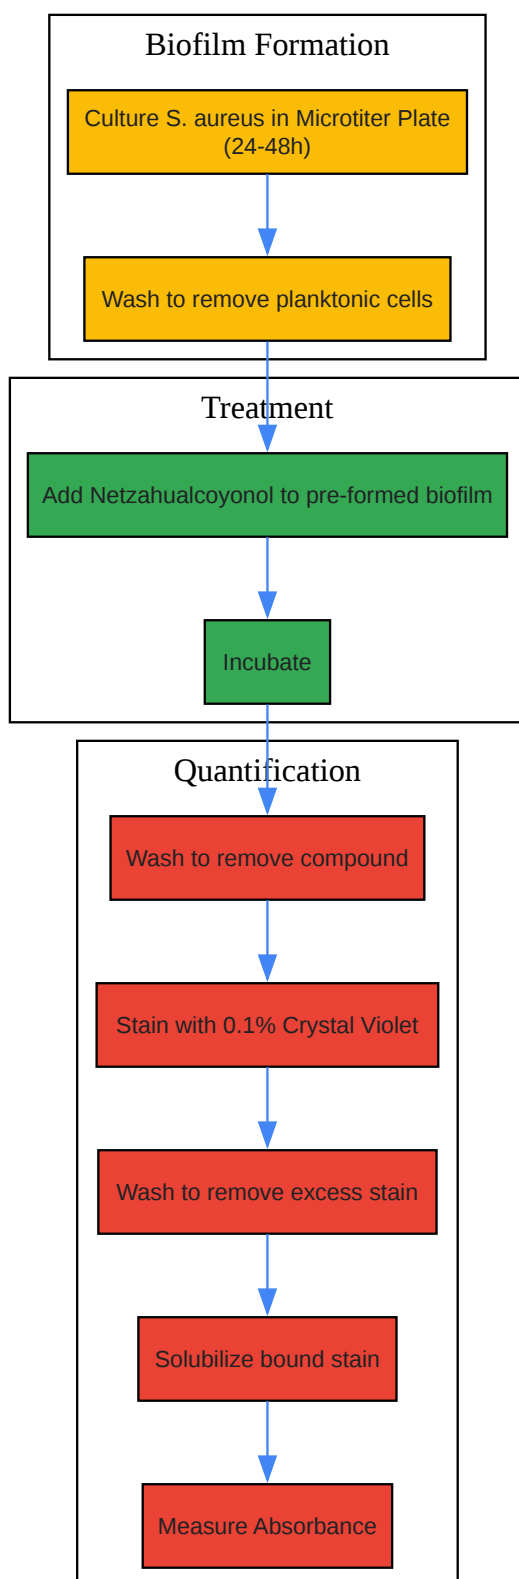 Biofilm Formation
Culture S. aureus in Microtiter Plate
(24-48h)
Wash to remove planktonic cells
Treatment
Add Netzahualcoyonol to pre-formed biofilm
Incubate
Quantification
Wash to remove compound
Stain with 0.1% Crystal Violet
Wash to remove excess stain
Solubilize bound stain
Measure Absorbance